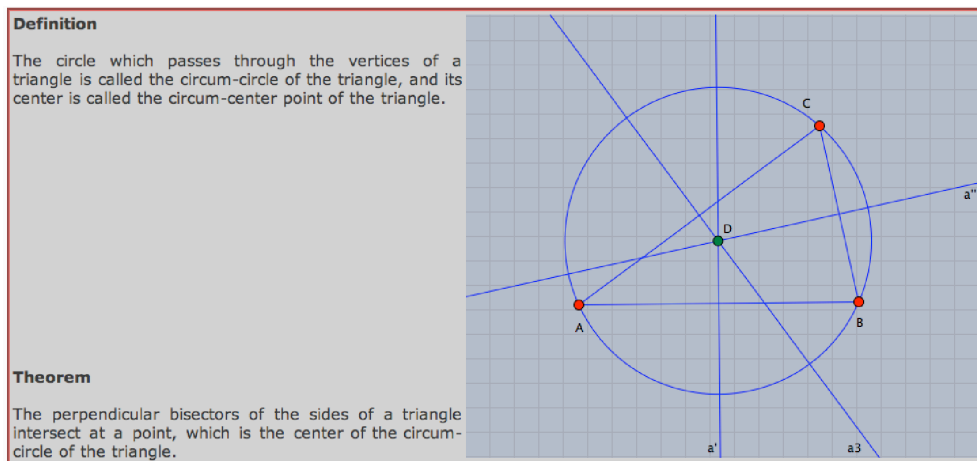 Definition
The circle which passes through the vertices of a
triangle is called the circum-circle of the triangle, and its
center is called the circum-center point of the triangle.
C
a"
D
A
B
Theorem
The perpendicular bisectors of the sides of a triangle
intersect at a point, which is the center of the circum-
circle of the triangle.
a'
a3